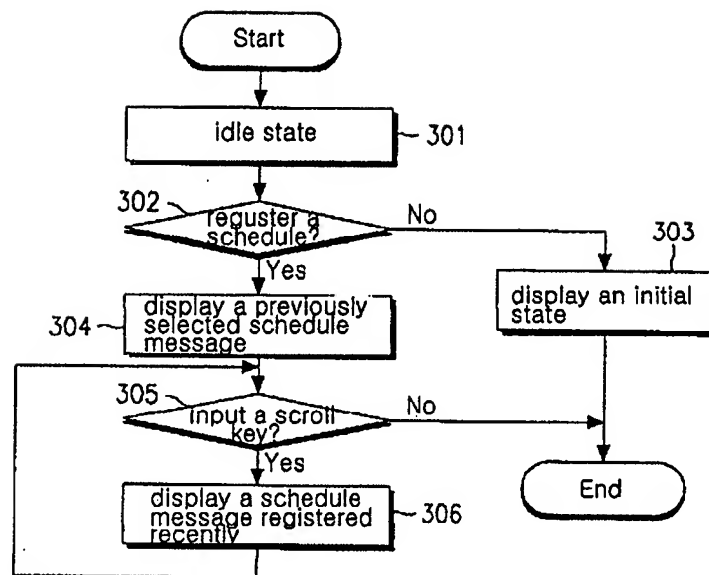 Start
idle state
301
302
reguster a
schedule?
No
303
Yes
display an initial
state
304
display a previously
selected schedule
message
305
input a scroll
key?
No
Yes
End
display a schedule
message registered
recently
306